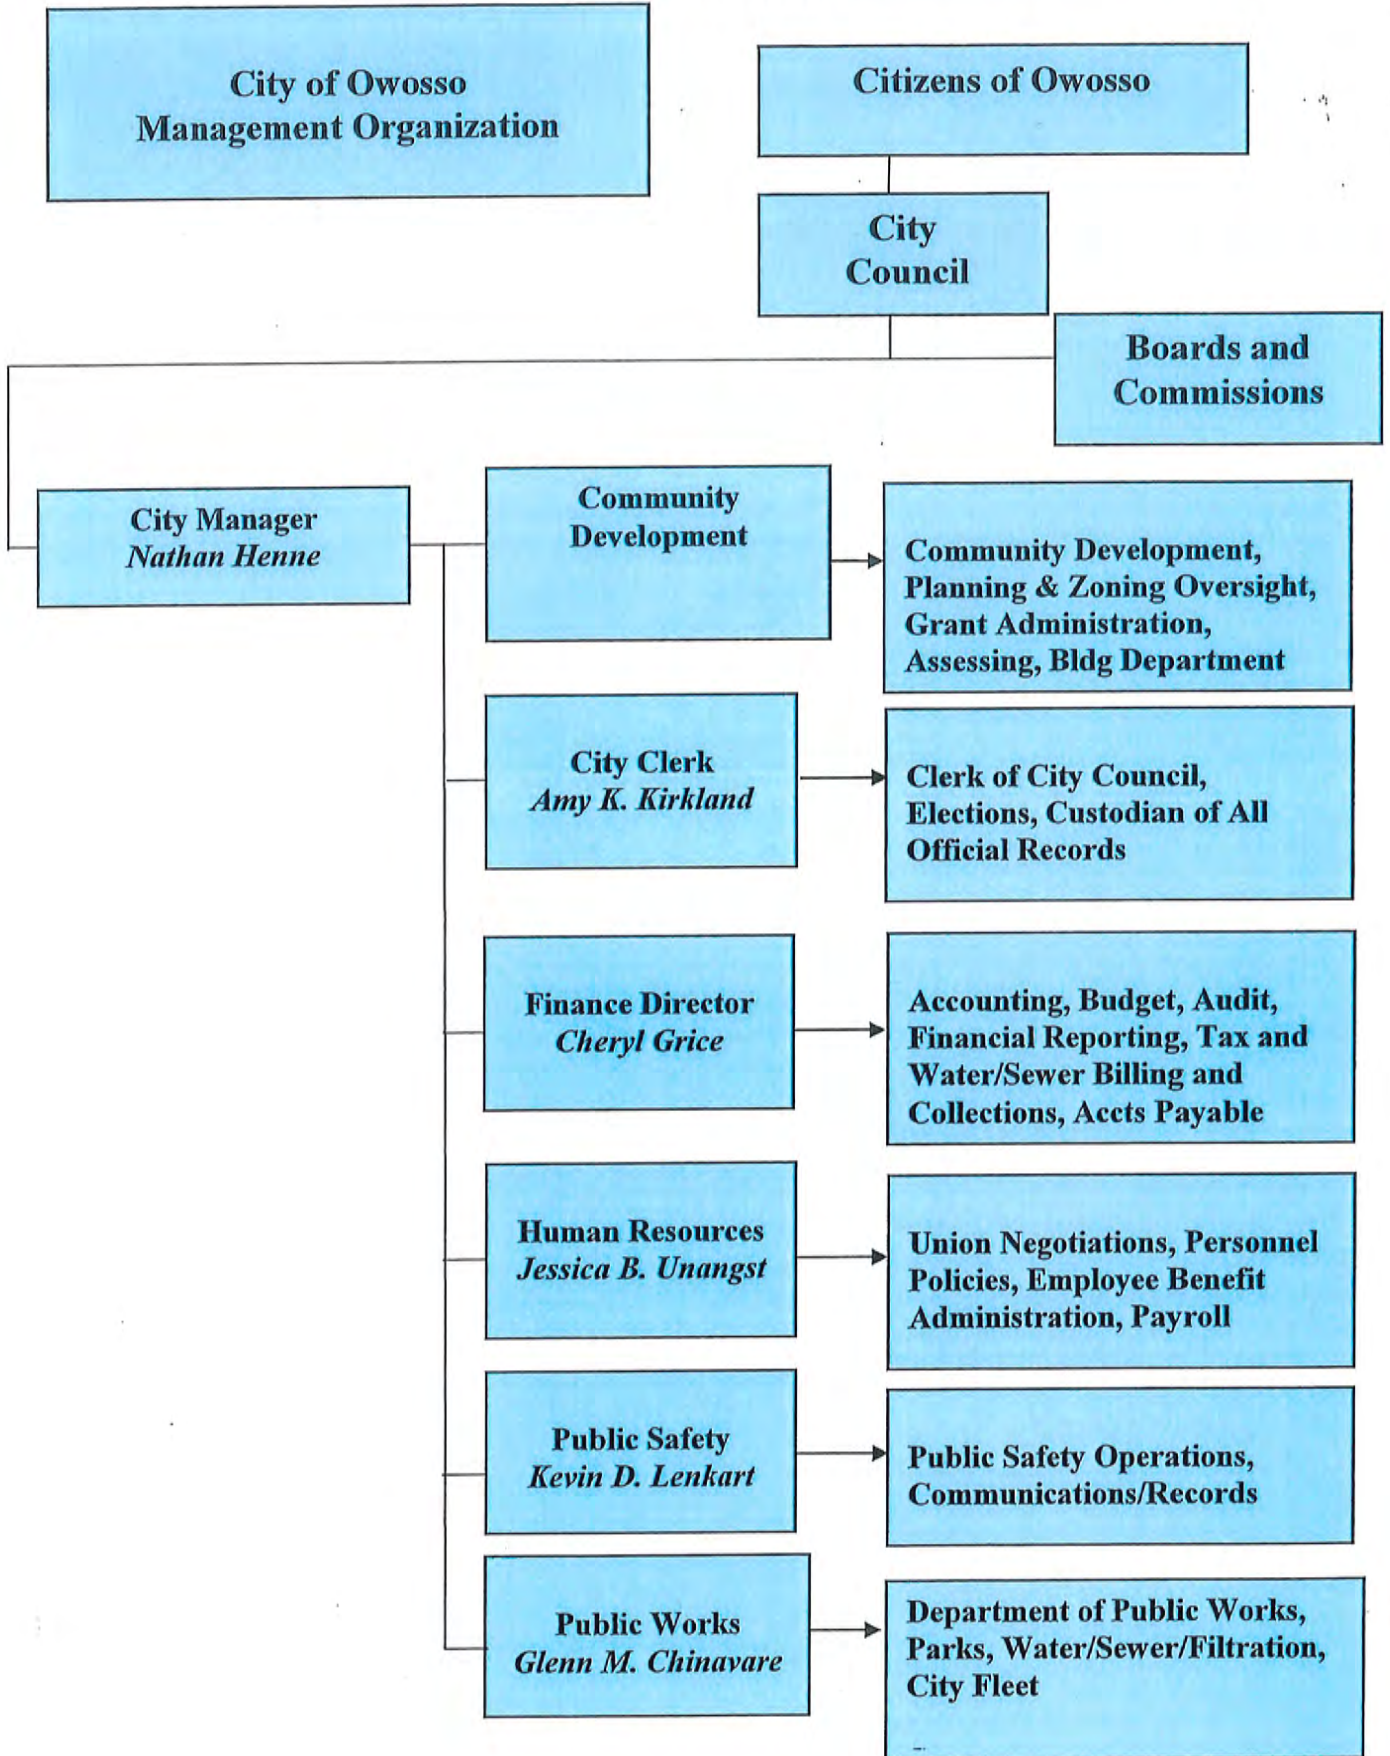 City of Owosso
Management Organization
Citizens of Owosso
City
Council
Boards and
Commissions
City Manager
Nathan Henne
Community
Development
Community Development,
Planning & Zoning Oversight,
Grant Administration,
Assessing, Bldg Department
City Clerk
Amy K. Kirkland
Clerk of City Council,
Elections, Custodian of All
Official Records
Finance Director
Cheryl Grice
Accounting, Budget, Audit,
Financial Reporting, Tax and
Water/Sewer Billing and
Collections, Accts Payable
Human Resources
Jessica B. Unangst
Union Negotiations, Personnel
Policies, Employee Benefit
Administration, Payroll
Public Safety
Kevin D. Lenkart
Public Safety Operations,
Communications/Records
Public Works
Glenn M. Chinavare
Department of Public Works,
Parks, Water/Sewer/Filtration,
City Fleet